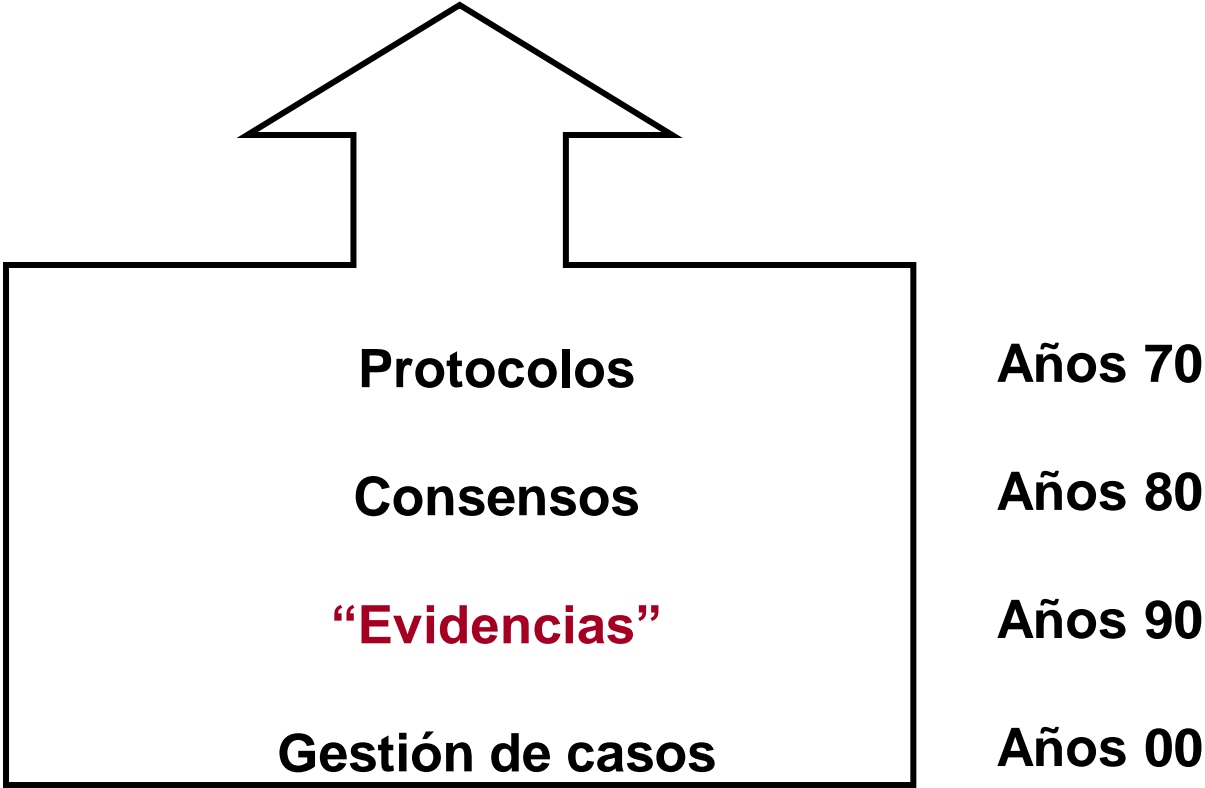 Protocolos Años 70
Consensos Años 80
“Evidencias” Años 90
Gestión de casos Años 00